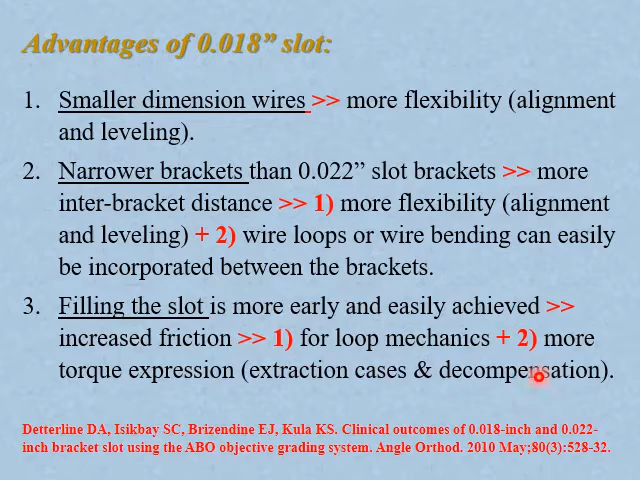 Advantages of 0.018” slot:
1. Smaller dimension wires >> more flexibility (alignment
and leveling).
2. Narrower brackets than 0.022” slot brackets >> more
inter-bracket distance >> 1) more flexibility (alignment
and leveling) + 2) wire loops or wire bending can easily
be incorporated between the brackets.
3. Filling the slot is more early and easily achieved >>
increased friction >> 1) for loop mechanics + 2) more
torque expression (extraction cases & decompensation).
Detterline DA, Isikbay SC, Brizendine EJ, Kula KS. Clinical outcomes of 0.018-inch and 0.022-
inch bracket slot using the ABO objective grading system. Angle Orthod. 2010 May;80(3):528-32.